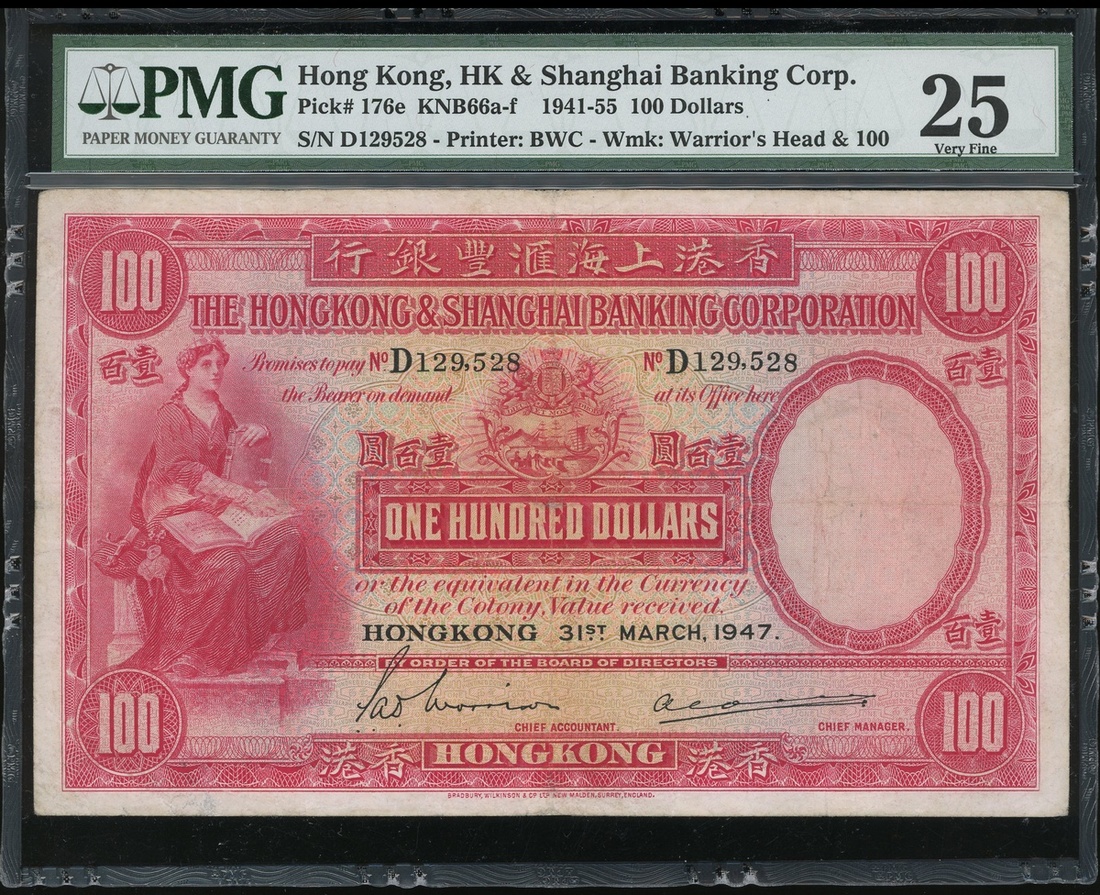 PMG
PAPER MONEY GUARANTY
Hong Kong, HK & Shanghai Banking Corp.
Pick# 176e KNB66a-f 1941-55 100 Dollars
S/N D129528 - Printer: BWC - Wmk: Warrior's Head & 100
25
Very Fine
100
行銀豐滙海上港香
100
THE HONGKONG & SHANGHAI BANKING CORPORATION
百壹
Promises to pay No D129,528
No D129,528
百壹
the Bearer on demand
at its Office here
圓百壹
圓百壹
ONE HUNDRED DOLLARS
or the equivalent in the Currency
of the Colony, Value received.
百壹
HONGKONG 31ST MARCH, 1947.
BY ORDER OF THE BOARD OF DIRECTORS
100
100
CHIEF ACCOUNTANT.
CHIEF MANAGER.
港香 HONGKONG 港香
BRADBURY, WILKINSON & Co LTD NEW MALDEN, SURREY, ENGLAND.